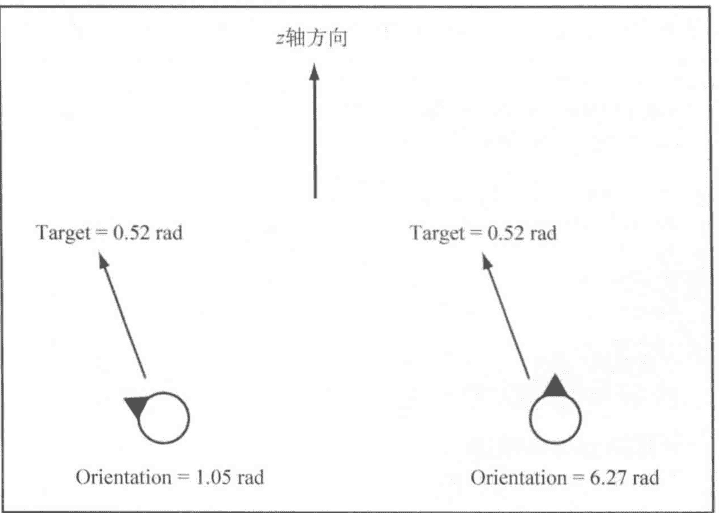 z轴方向
Target = 0.52 rad
Target = 0.52 rad
Orientation = 1.05 rad
Orientation = 6.27 rad